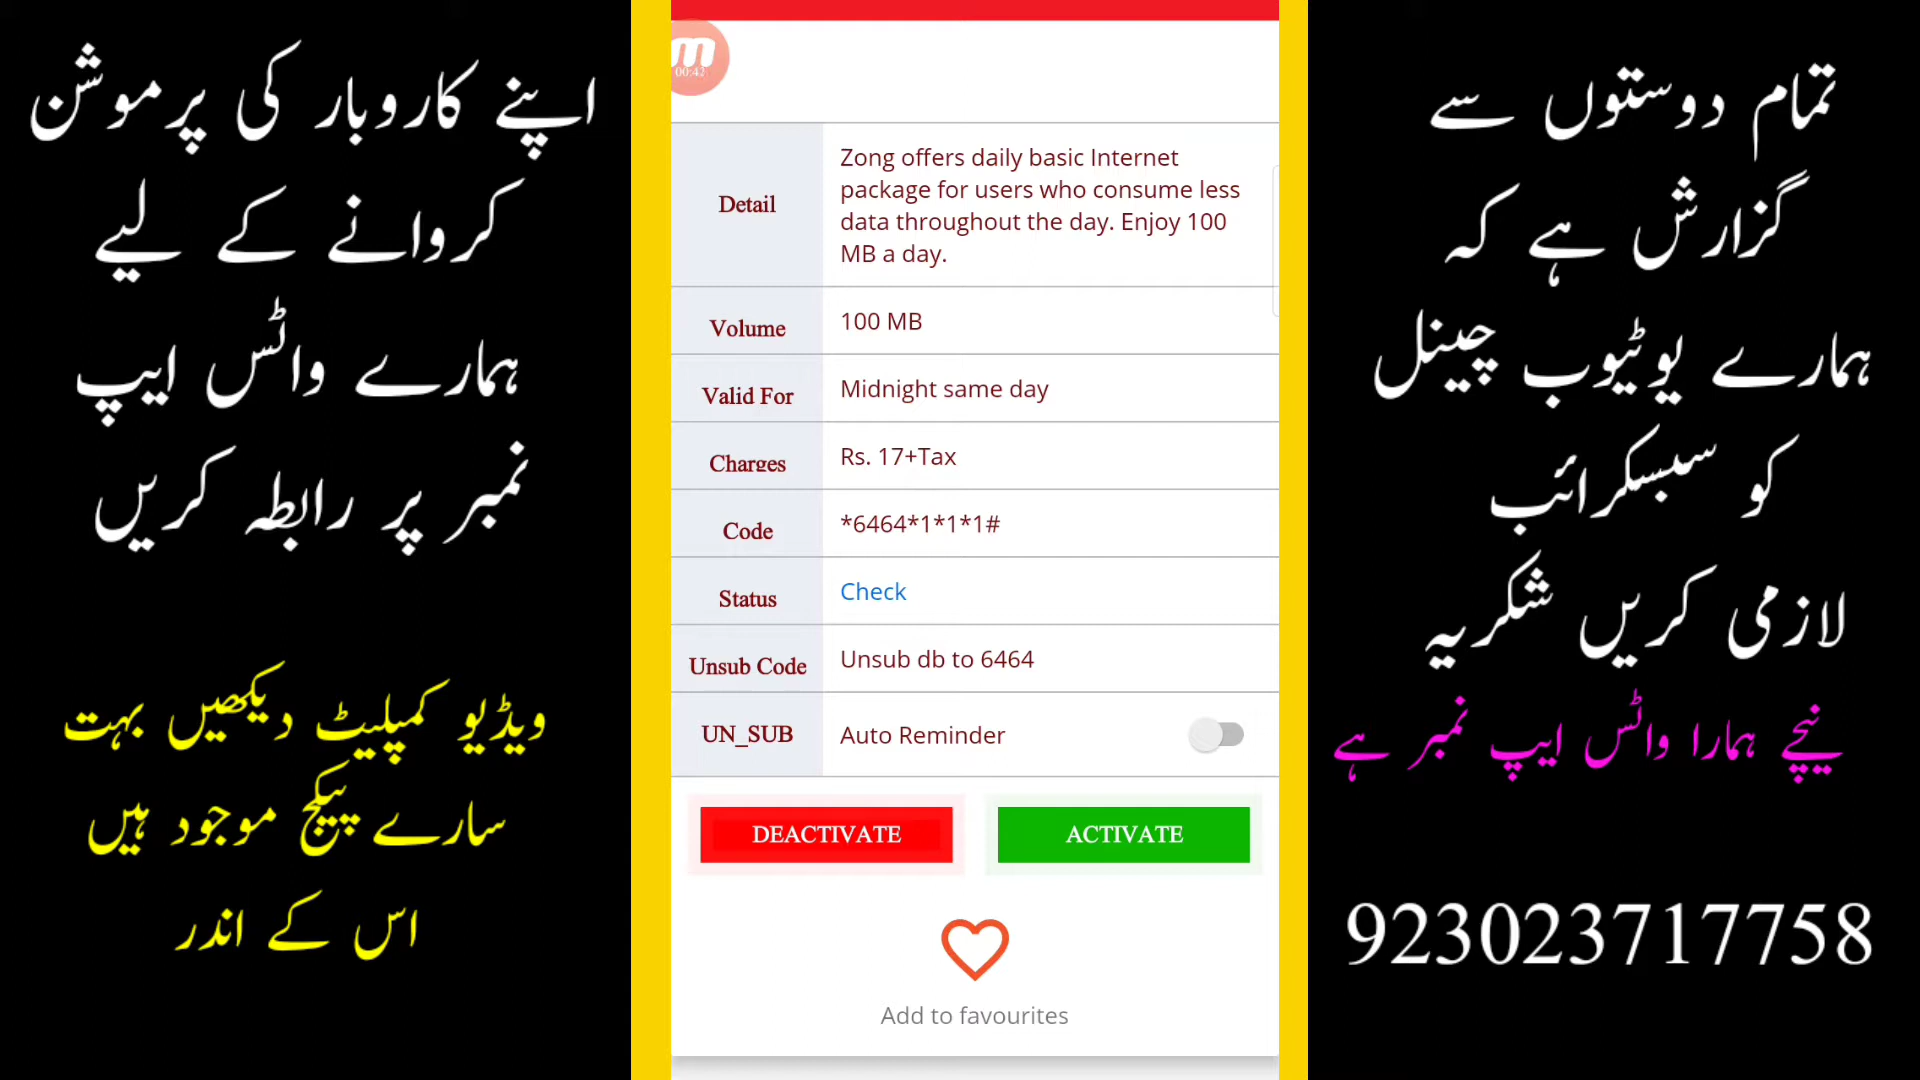 اپنے کاروبار کی پرموشن
کروانے کے لیے
ہمارے واٹس ایپ
نمبر پر رابطہ کریں
ویڈیو کمپلیٹ دیکھیں بہت
سارے پیکج موجود ہیں
اس کے اندر
m
00:42
Detail
Zong offers daily basic Internet
package for users who consume less
data throughout the day. Enjoy 100
MB a day.
Volume
100 MB
Valid For
Midnight same day
Charges
Rs. 17+Tax
Code
*6464*1*1*1#
Status
Check
Unsub Code
Unsub db to 6464
UN_SUB
Auto Reminder
DEACTIVATE
ACTIVATE
Add to favourites
تمام دوستوں سے
گزارش ہے کہ
ہمارے یوٹیوب چینل
کو سبسکرائب
لازمی کریں شکریہ
نیچے ہمارا واٹس ایپ نمبر ہے
923023717758